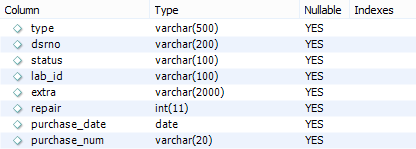 Column Type Nullable Indexes
type varchar(500) YES
dsrno varchar(200) YES
status varchar(100) YES
lab_id varchar(100) YES
extra varchar(2000) YES
repair int(11) YES
purchase_date date YES
purchase_num varchar(20) YES